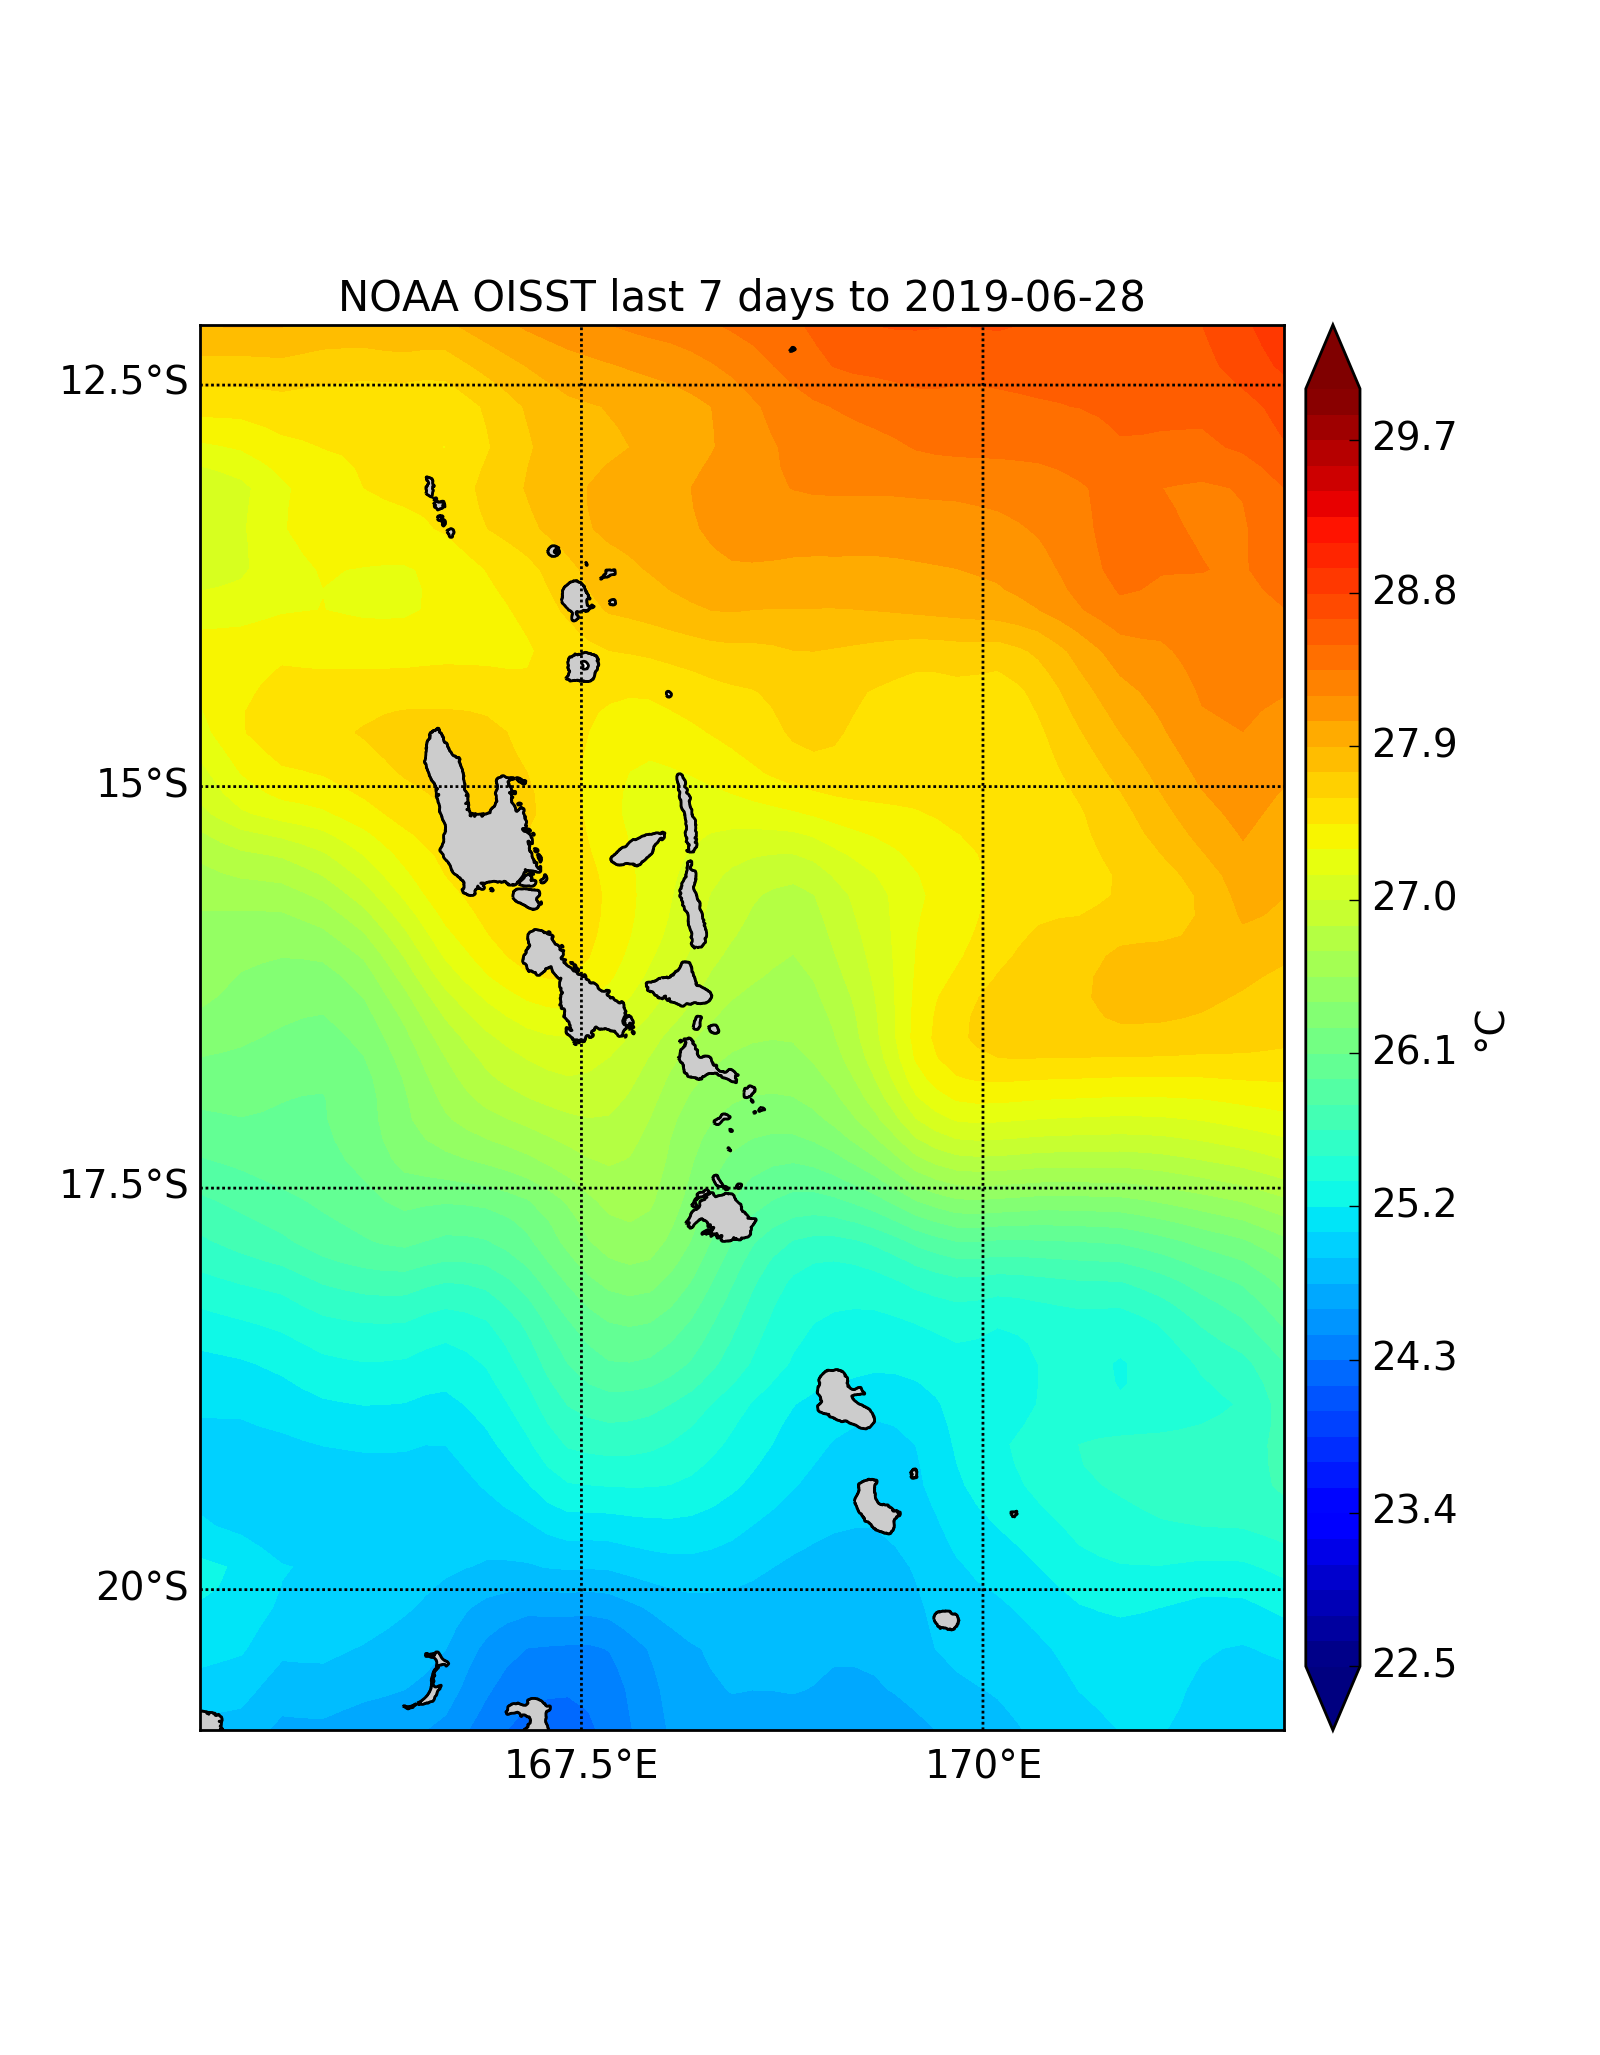 NOAA OISST last 7 days to 2019-06-28
12.5°S
15°S
17.5°S
20°S
167.5°E
170°E
29.7
28.8
27.9
27.0
26.1
25.2
24.3
23.4
22.5
°C